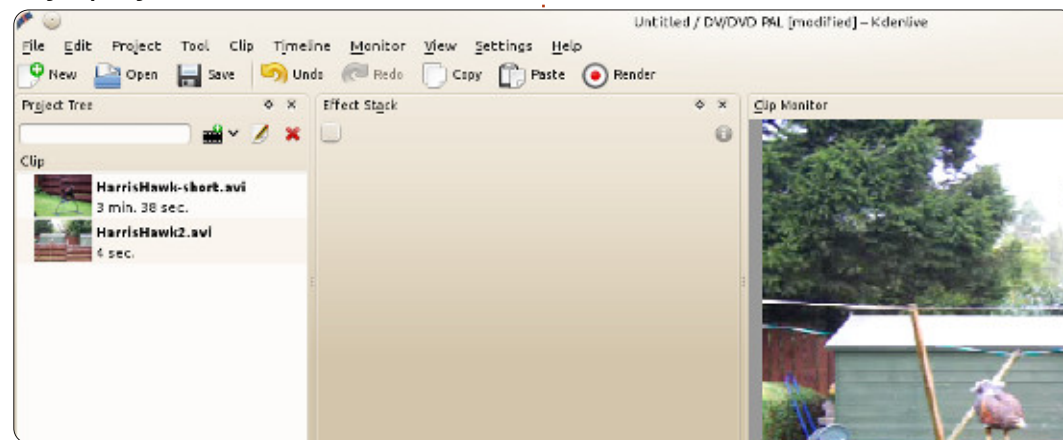 Untitled / DV/DVD PAL [modified] – Kdenlive
File Edit Project Tool Clip Timeline Monitor View Settings Help
New Open Save Undo Redo Copy Paste Render
Project Tree
Effect Stack
Clip Monitor
Clip
HarrisHawk-short.avi
3 min. 38 sec.
HarrisHawk2.avi
4 sec.